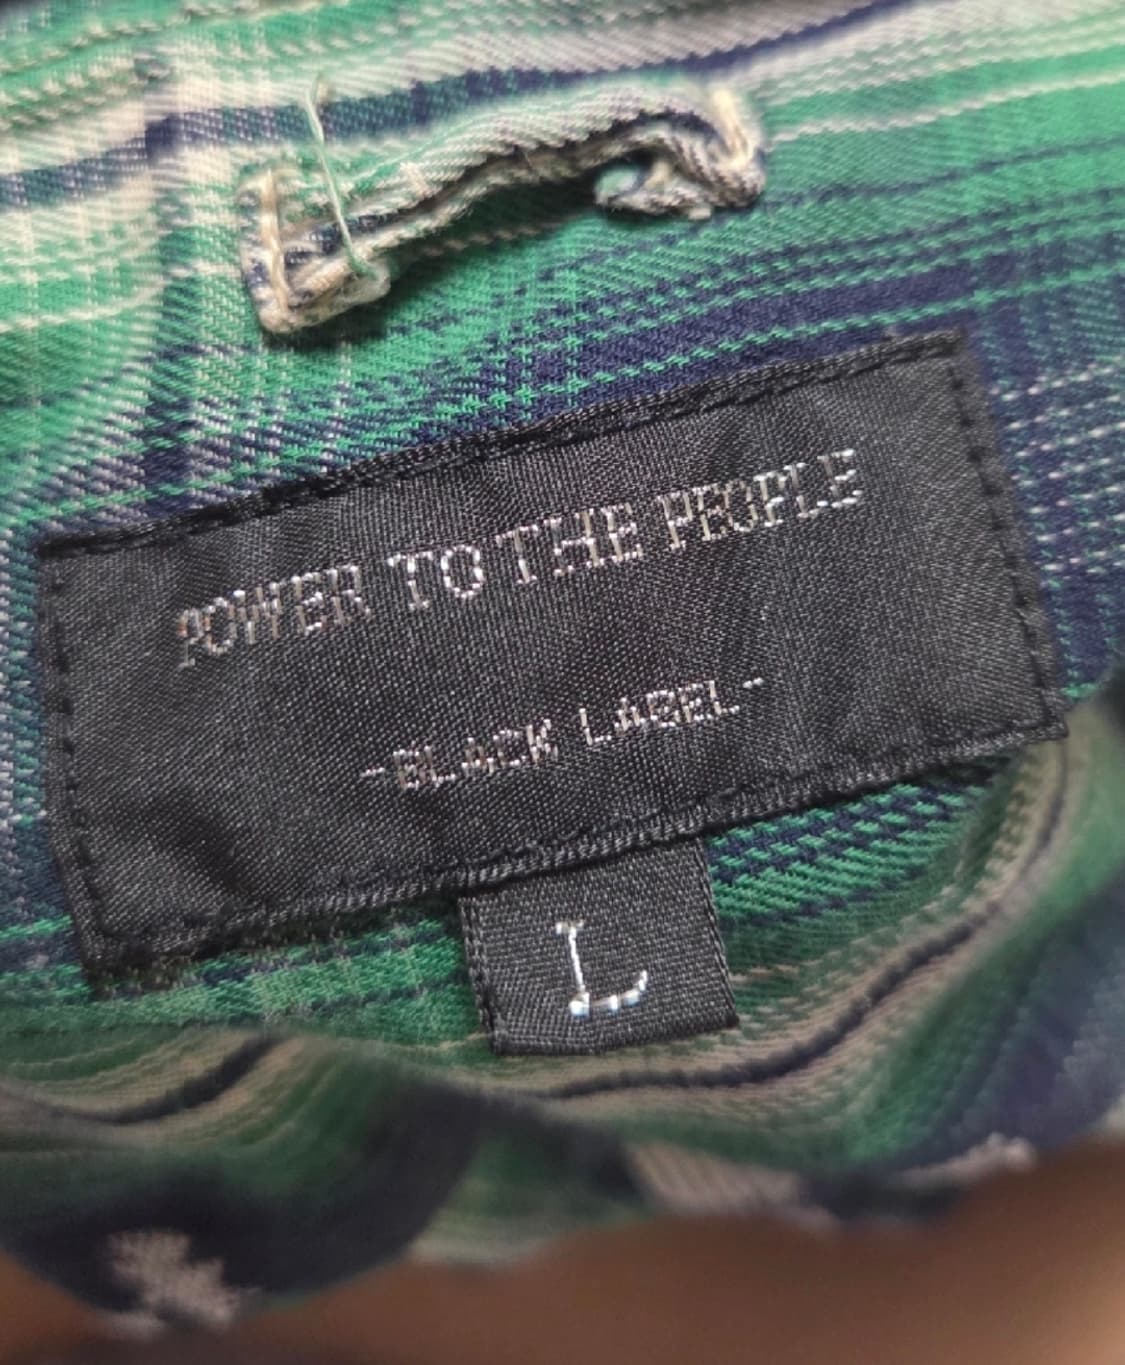 POWER TO THE PEOPLE
-BLACK LABEL-
L